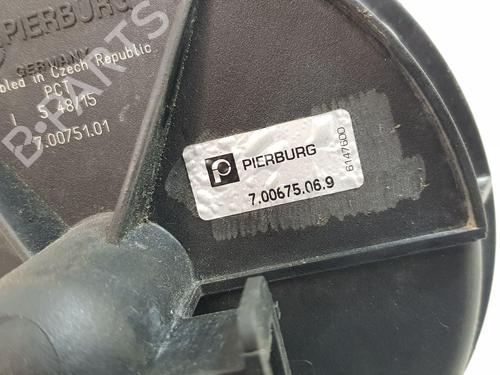 PIERBURG
GERMANY
bled in Czech Republic
PCT
I S 48/15
7.00751.01
B-PARTS
PIERBURG
7.00675.06.9
6147600